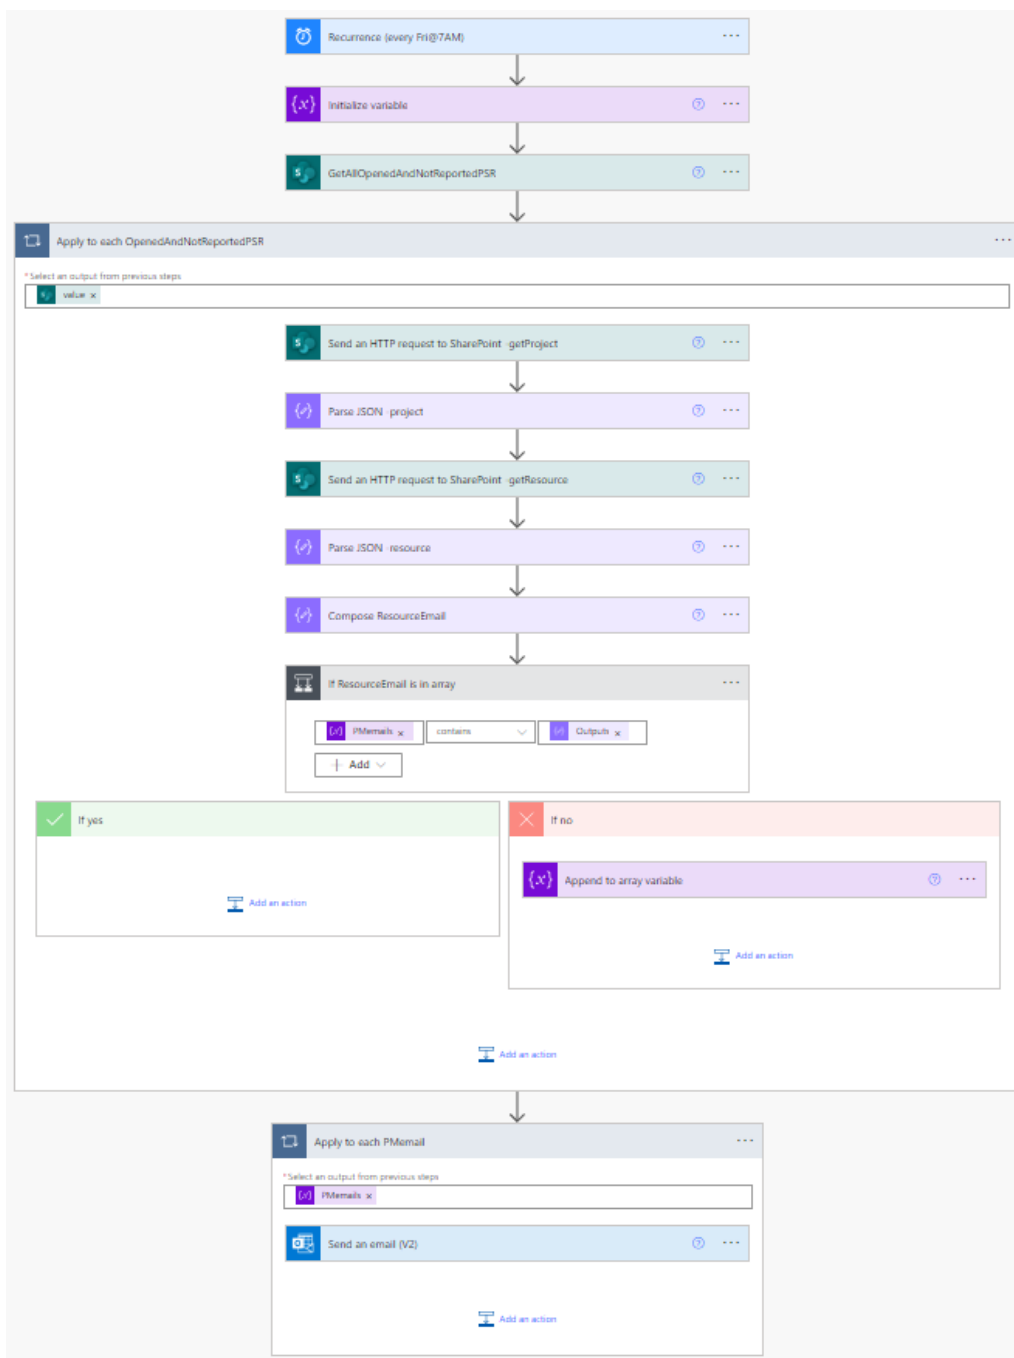 Recurrence (every Fri@7AM)
{x} Initialize variable
GetAllOpenedAndNotReportedPSR
Apply to each OpenedAndNotReportedPSR
*Select an output from previous steps
value x
Send an HTTP request to SharePoint -getProject
Parse JSON -project
Send an HTTP request to SharePoint -getResource
Parse JSON -resource
Compose ResourceEmail
If ResourceEmail is in array
PMemails x contains Outputs x
Add
If yes
If no
{x} Append to array variable
Add an action
Add an action
Add an action
Apply to each PMemail
*Select an output from previous steps
PMemails x
Send an email (V2)
Add an action